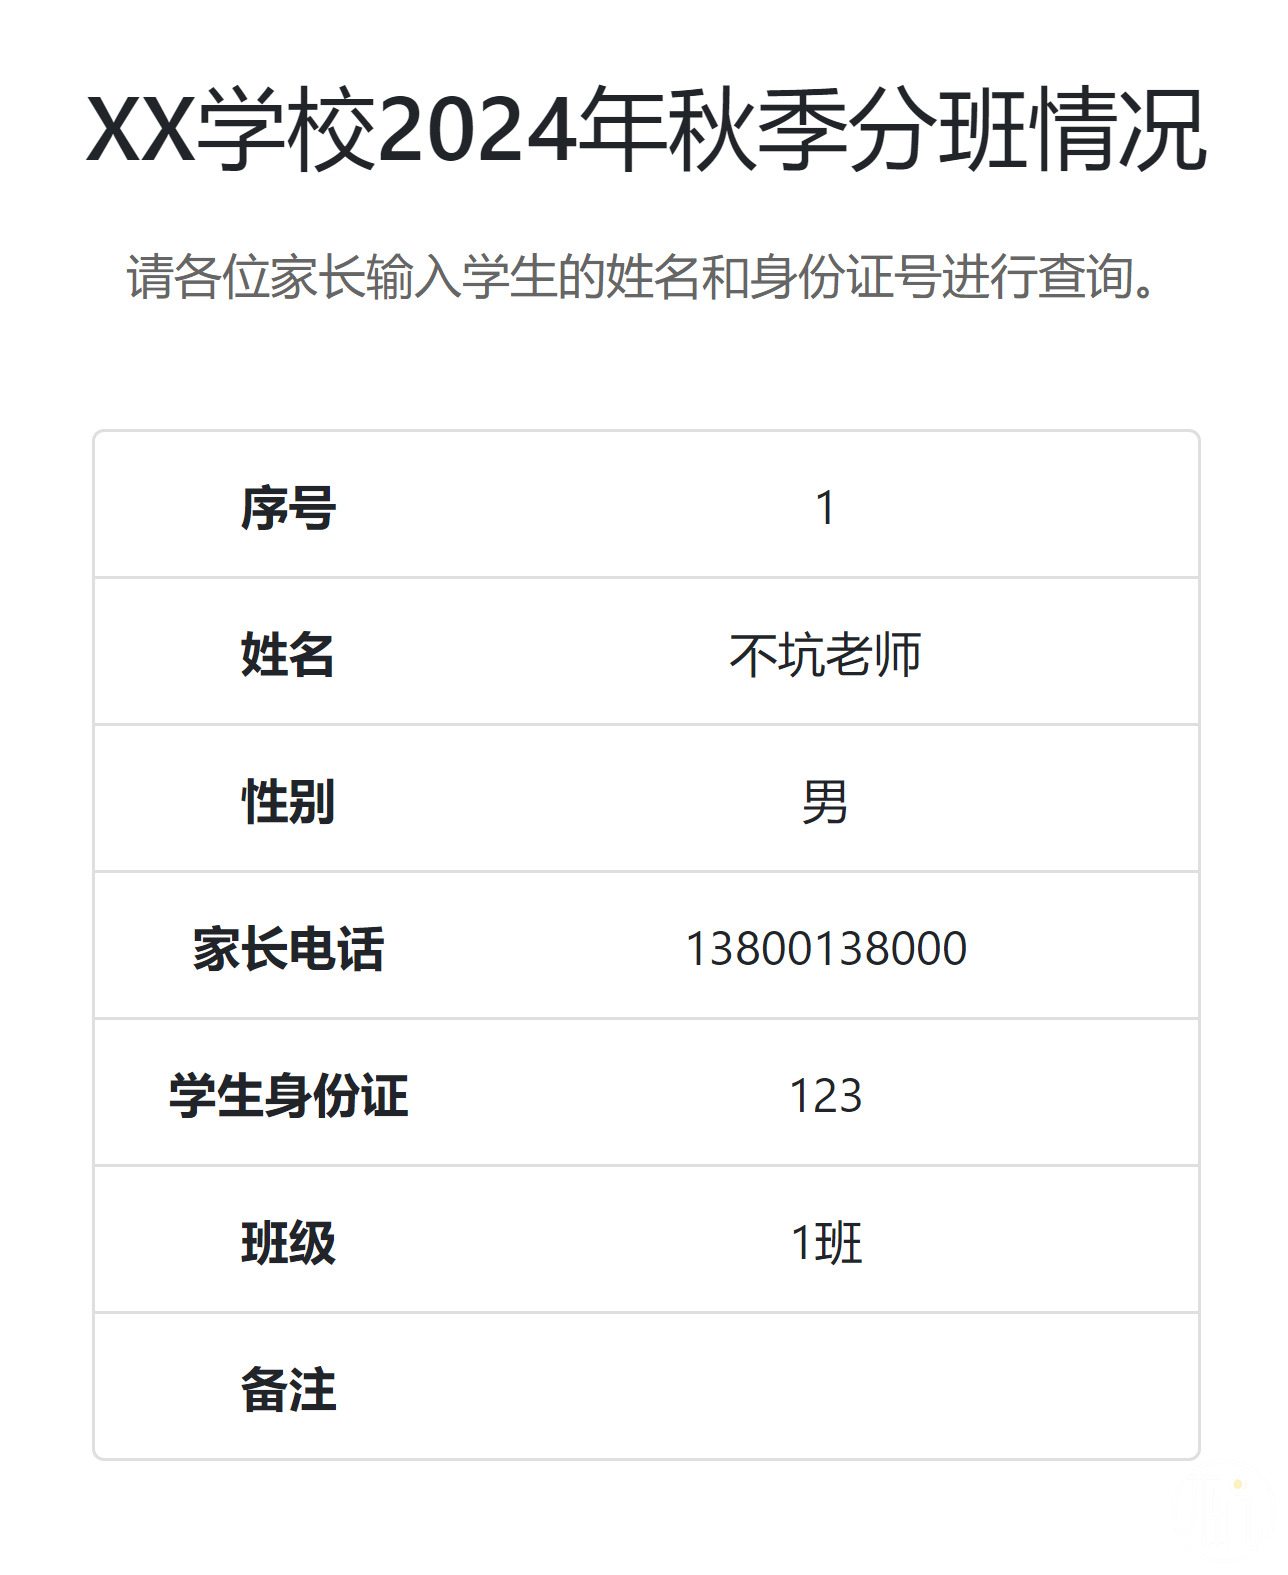 XX学校2024年秋季分班情况
请各位家长输入学生的姓名和身份证号进行查询。
序号 1
姓名 不坑老师
性别 男
家长电话 13800138000
学生身份证 123
班级 1班
备注